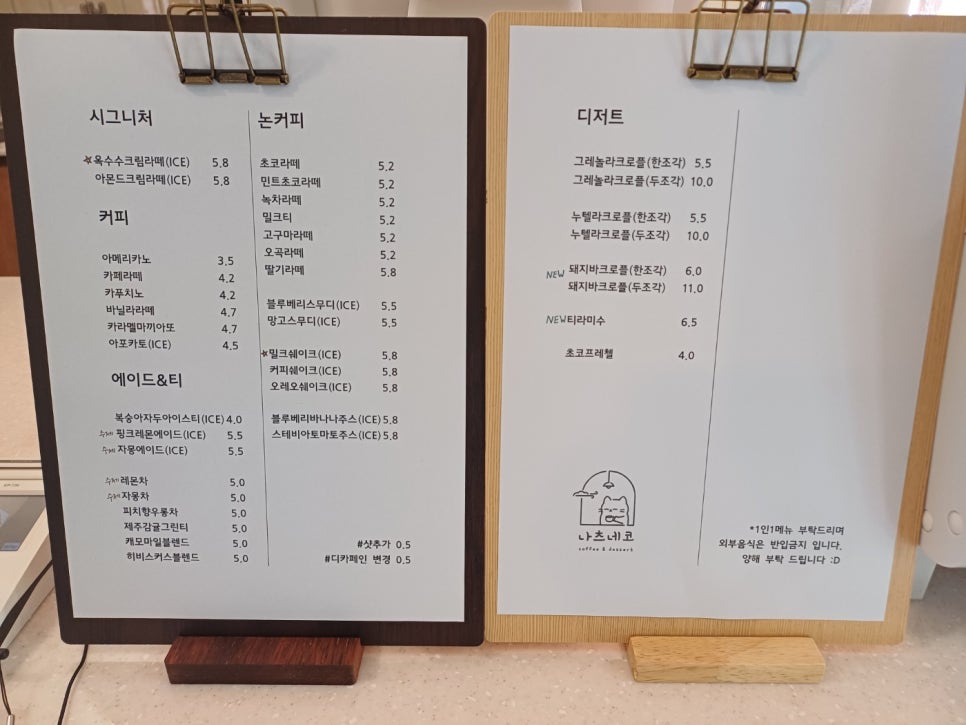 시그니처
☆옥수수크림라떼(ICE) 5.8
아몬드크림라떼(ICE) 5.8
커피
아메리카노 3.5
카페라떼 4.2
카푸치노 4.2
바닐라라떼 4.7
카라멜마끼아또 4.7
아포카토(ICE) 4.5
에이드&티
복숭아자두아이스티(ICE) 4.0
수제 핑크레몬에이드(ICE) 5.5
수제 자몽에이드(ICE) 5.5
수제 레몬차 5.0
수제 자몽차 5.0
피치향우롱차 5.0
제주감귤그린티 5.0
캐모마일블렌드 5.0
히비스커스블렌드 5.0
논커피
초코라떼 5.2
민트초코라떼 5.2
녹차라떼 5.2
밀크티 5.2
고구마라떼 5.2
오곡라떼 5.2
딸기라떼 5.8
블루베리스무디(ICE) 5.5
망고스무디(ICE) 5.5
☆밀크쉐이크(ICE) 5.8
커피쉐이크(ICE) 5.8
오레오쉐이크(ICE) 5.8
블루베리바나나주스(ICE) 5.8
스테비아토마토주스(ICE) 5.8
#샷추가 0.5
#디카페인 변경 0.5
디저트
그레놀라크로플(한조각) 5.5
그레놀라크로플(두조각) 10.0
누텔라크로플(한조각) 5.5
누텔라크로플(두조각) 10.0
NEW 돼지바크로플(한조각) 6.0
돼지바크로플(두조각) 11.0
NEW 티라미수 6.5
초코프레첼 4.0
나츠네코
coffee & dessert
*1인1메뉴 부탁드리며
외부음식은 반입금지 입니다.
양해 부탁 드립니다 :D